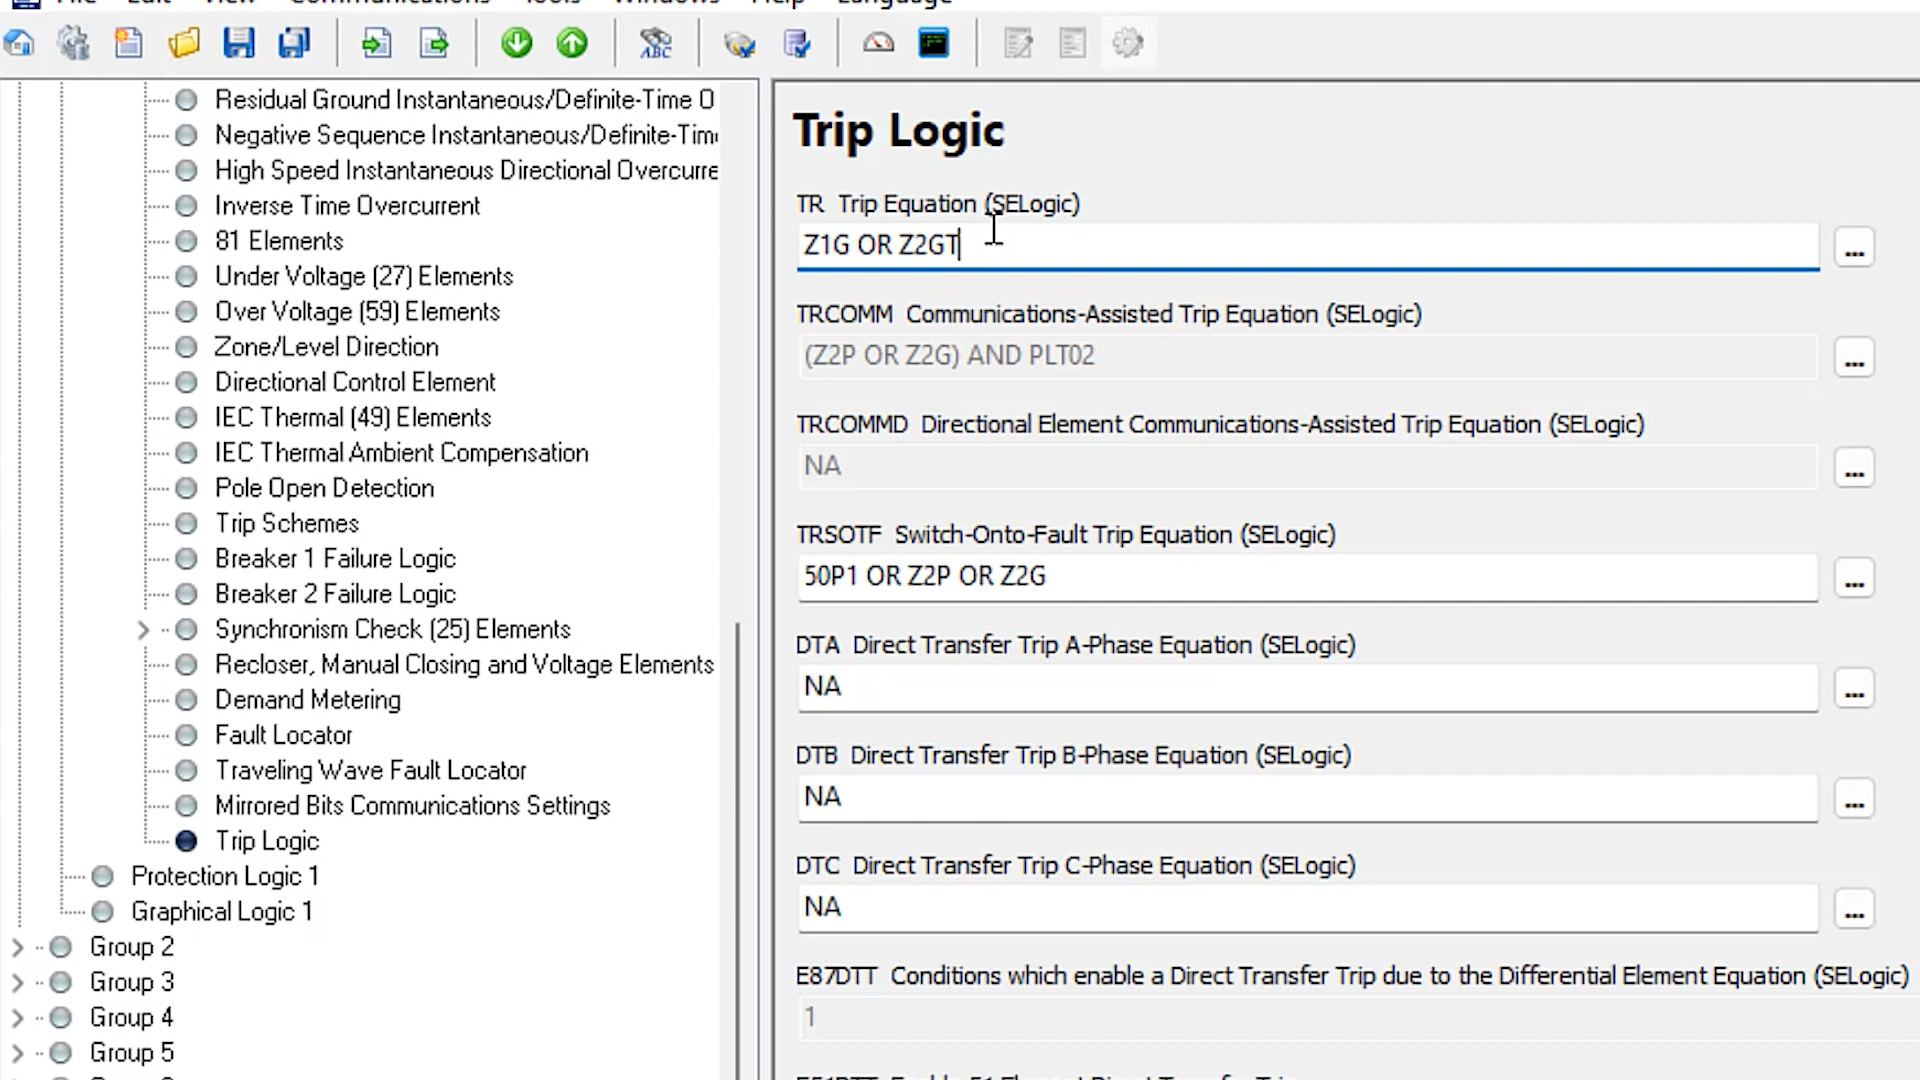 File Edit View Communications Tools Windows Help Language
ABC
Residual Ground Instantaneous/Definite-Time O
Negative Sequence Instantaneous/Definite-Tim
High Speed Instantaneous Directional Overcurre
Inverse Time Overcurrent
81 Elements
Under Voltage (27) Elements
Over Voltage (59) Elements
Zone/Level Direction
Directional Control Element
IEC Thermal (49) Elements
IEC Thermal Ambient Compensation
Pole Open Detection
Trip Schemes
Breaker 1 Failure Logic
Breaker 2 Failure Logic
Synchronism Check (25) Elements
Recloser, Manual Closing and Voltage Elements
Demand Metering
Fault Locator
Traveling Wave Fault Locator
Mirrored Bits Communications Settings
Trip Logic
Protection Logic 1
Graphical Logic 1
Group 2
Group 3
Group 4
Group 5
Trip Logic
TR Trip Equation (SELogic)
Z1G OR Z2GT
...
TRCOMM Communications-Assisted Trip Equation (SELogic)
(Z2P OR Z2G) AND PLT02
...
TRCOMMD Directional Element Communications-Assisted Trip Equation (SELogic)
NA
...
TRSOTF Switch-Onto-Fault Trip Equation (SELogic)
50P1 OR Z2P OR Z2G
...
DTA Direct Transfer Trip A-Phase Equation (SELogic)
NA
...
DTB Direct Transfer Trip B-Phase Equation (SELogic)
NA
...
DTC Direct Transfer Trip C-Phase Equation (SELogic)
NA
...
E87DTT Conditions which enable a Direct Transfer Trip due to the Differential Element Equation (SELogic)
1